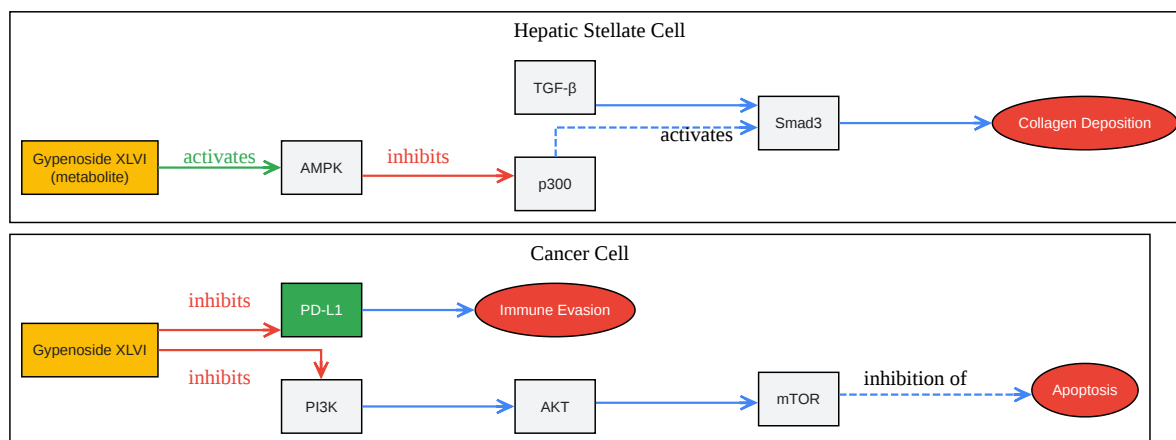 Hepatic Stellate Cell
TGF-β
Smad3
Collagen Deposition
activates
Gypenoside XLVI
(metabolite)
activates
AMPK
inhibits
p300
Cancer Cell
inhibits
PD-L1
Immune Evasion
Gypenoside XLVI
inhibits
PI3K
AKT
mTOR
inhibition of
Apoptosis